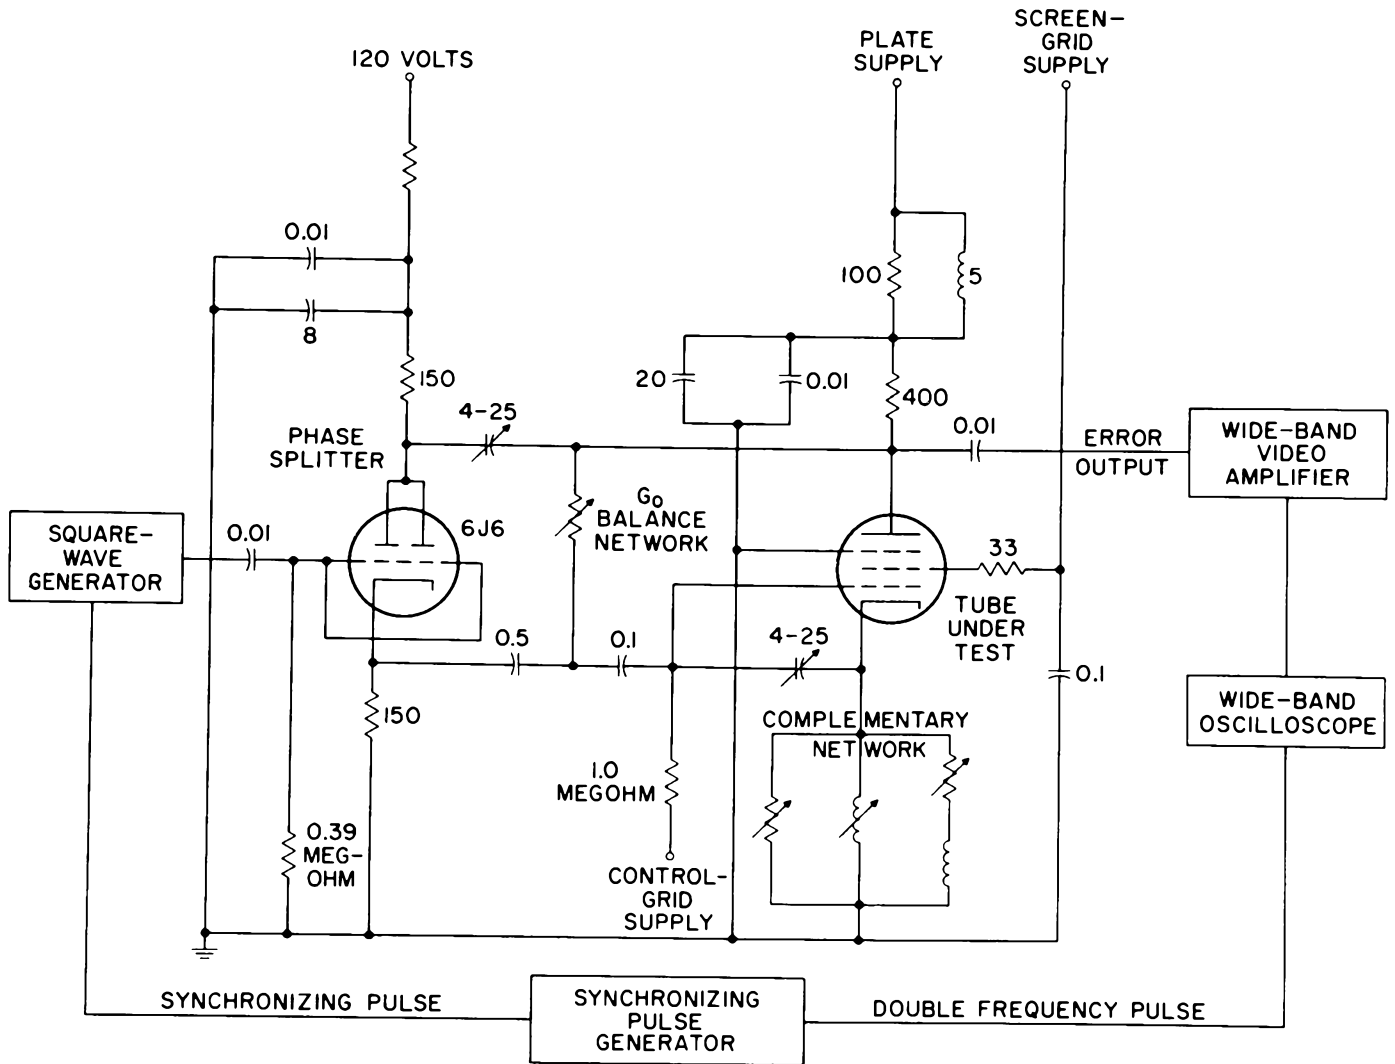 SCREEN-
GRID
SUPPLY
PLATE
SUPPLY
120 VOLTS
0.01
8
100
5
150
20
0.01
400
4-25
0.01
PHASE
SPLITTER
ERROR
OUTPUT
WIDE-BAND
VIDEO
AMPLIFIER
G₀
BALANCE
NETWORK
6J6
SQUARE-
WAVE
GENERATOR
0.01
33
TUBE
UNDER
TEST
0.5
0.1
4-25
0.1
150
COMPLEMENTARY
NETWORK
WIDE-BAND
OSCILLOSCOPE
1.0
MEGOHM
0.39
MEG-
OHM
CONTROL-
GRID
SUPPLY
SYNCHRONIZING PULSE
SYNCHRONIZING
PULSE
GENERATOR
DOUBLE FREQUENCY PULSE